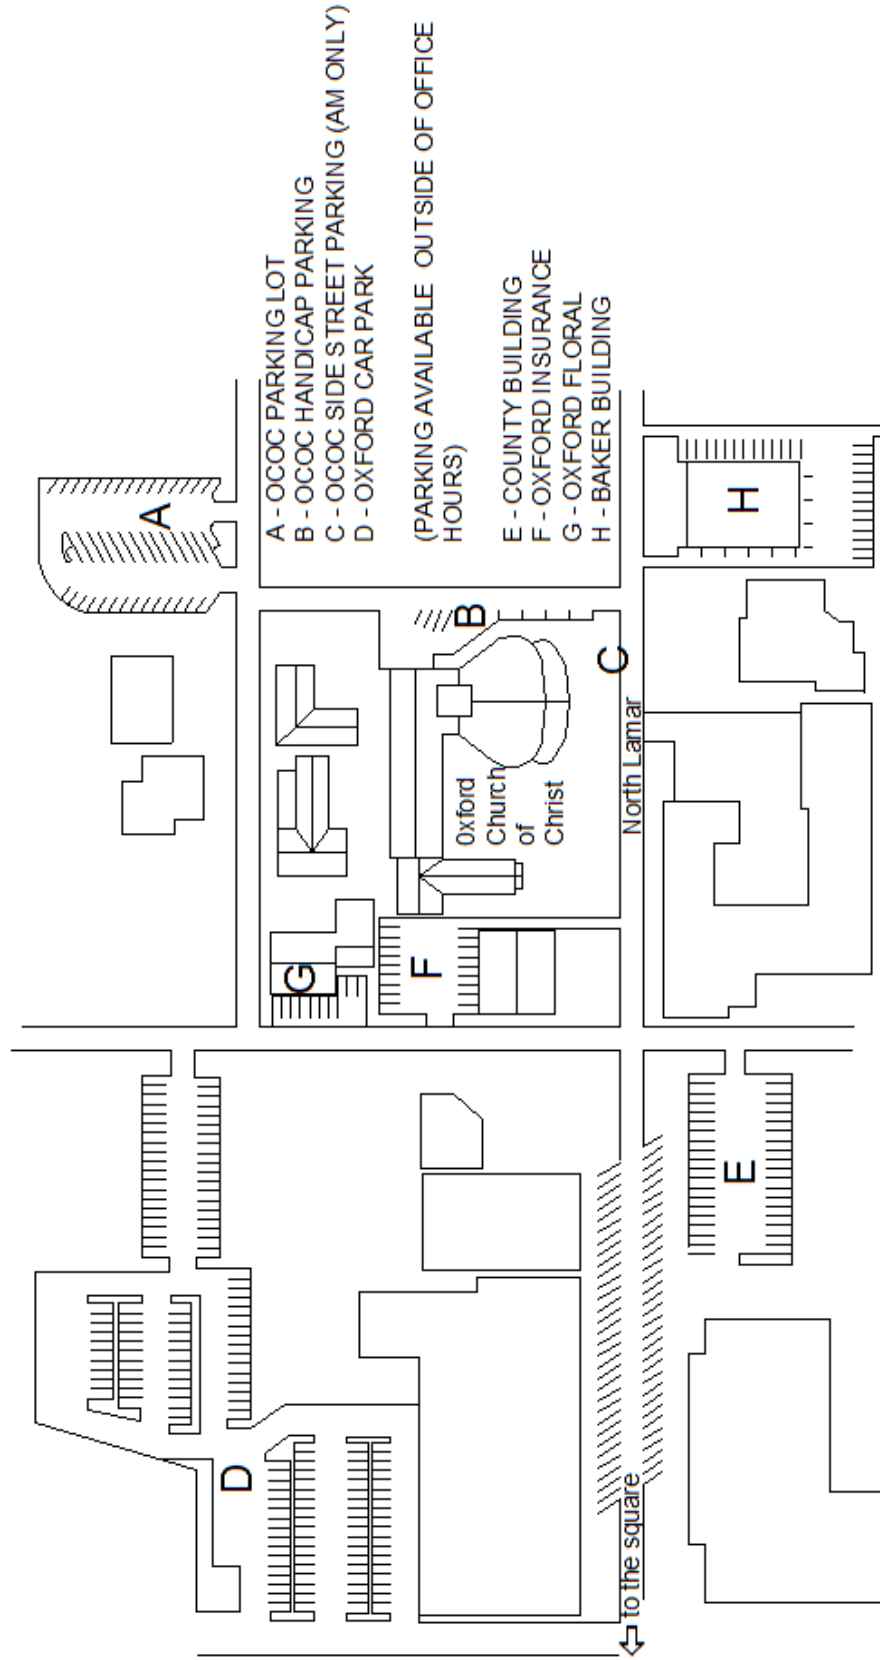 A - OCOC PARKING LOT
B - OCOC HANDICAP PARKING
C - OCOC SIDE STREET PARKING (AM ONLY)
D - OXFORD CAR PARK
(PARKING AVAILABLE OUTSIDE OF OFFICE
HOURS)
E - COUNTY BUILDING
F - OXFORD INSURANCE
G - OXFORD FLORAL
H - BAKER BUILDING
A
B
C
D
E
F
G
H
0xford
Church
of
Christ
North Lamar
to the square